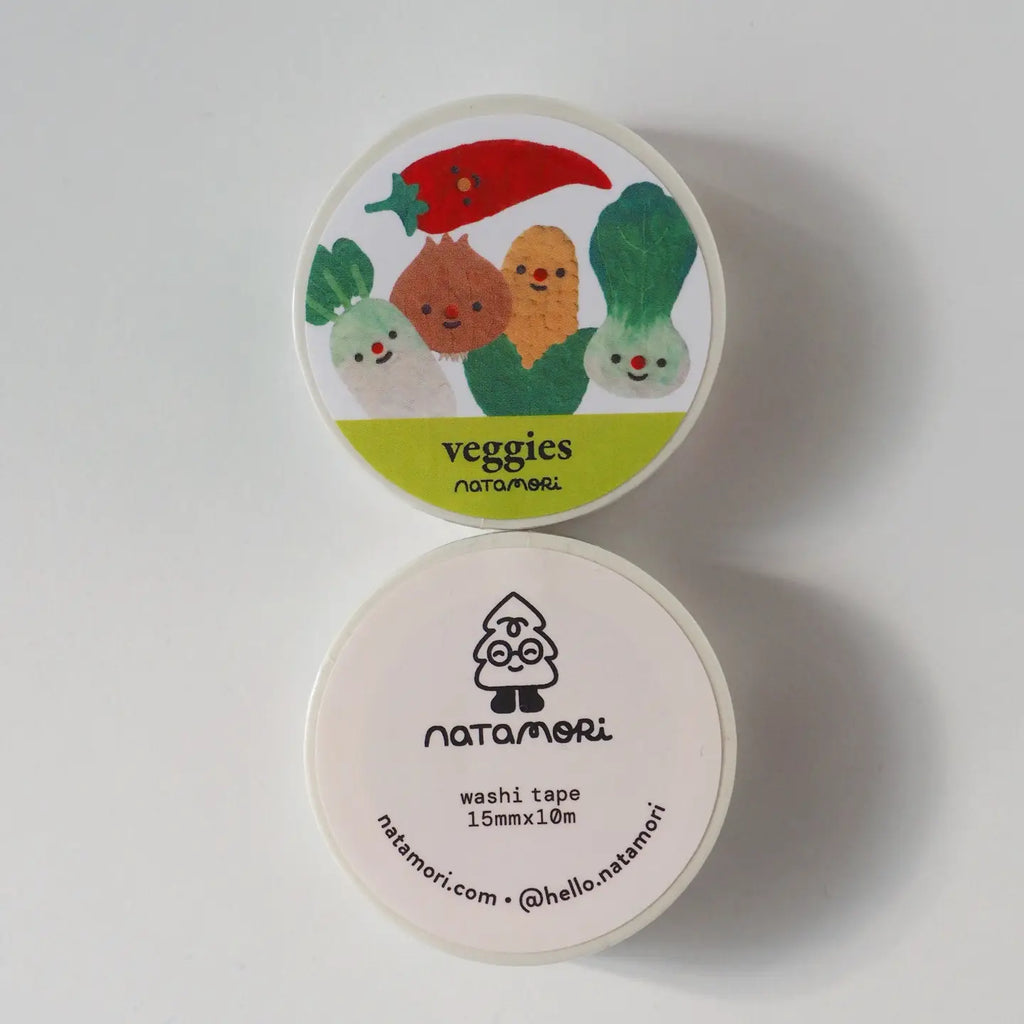 veggies
natamori
natamori
washi tape
15mmx10m
natamori.com • @hello.natamori